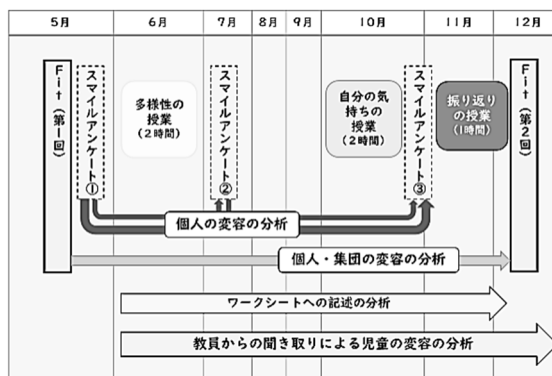 5月
6月
7月
8月
9月
10月
11月
12月
Fit（第1回）
スマイルアンケート①
多様性の
授業
（２時間）
スマイルアンケート②
自分の気
持ちの
授業
（２時間）
スマイルアンケート③
振り返り
の授業
（１時間）
Fit（第2回）
個人の変容の分析
個人・集団の変容の分析
ワークシートへの記述の分析
教員からの聞き取りによる児童の変容の分析